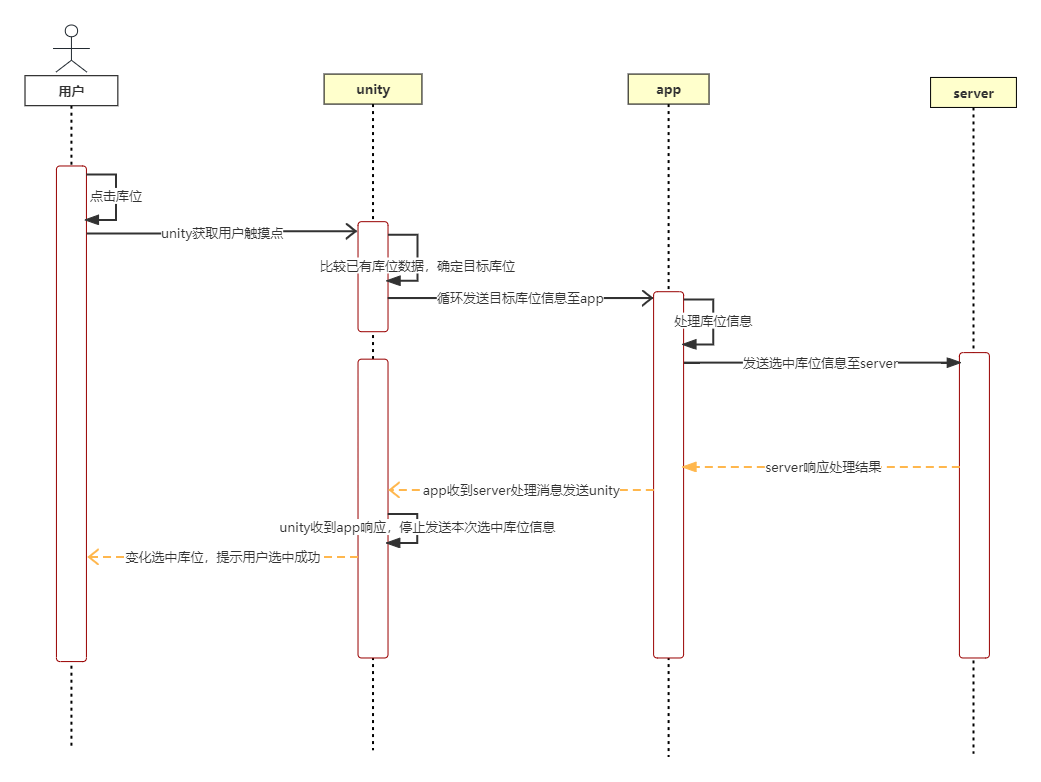 用户
unity
app
server
点击库位
unity获取用户触摸点
比较已有库位数据，确定目标库位
循环发送目标库位信息至app
处理库位信息
发送选中库位信息至server
server响应处理结果
app收到server处理消息发送unity
unity收到app响应，停止发送本次选中库位信息
变化选中库位，提示用户选中成功